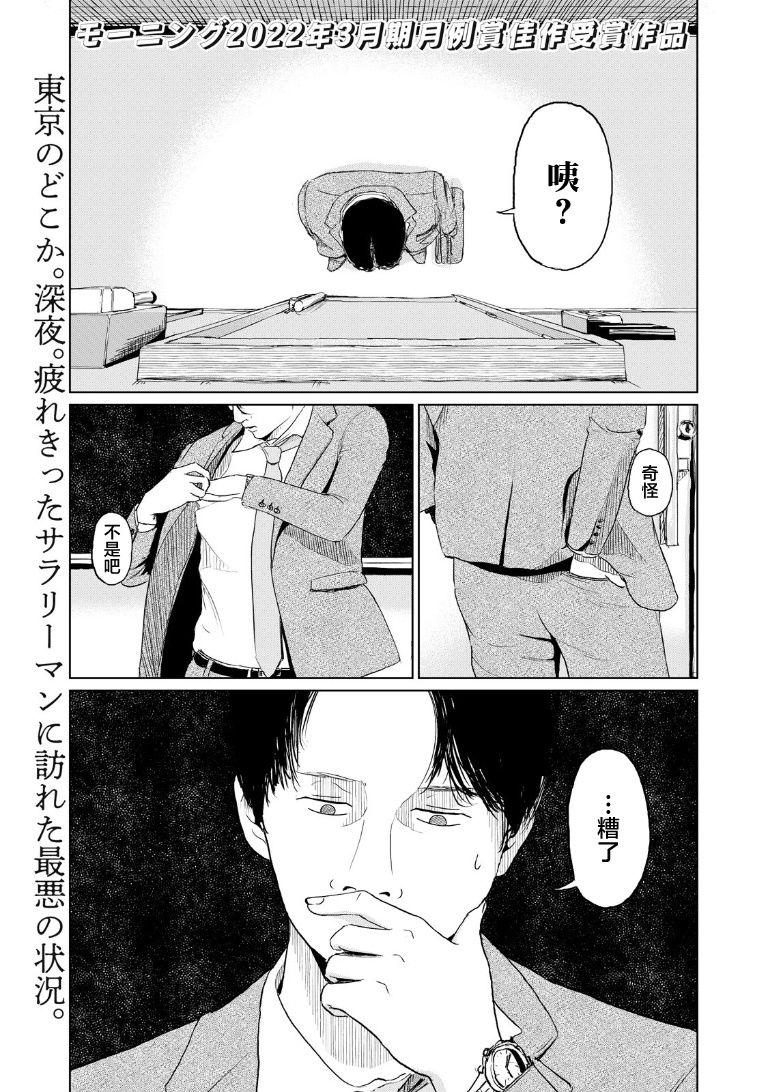 モーニング2022年3月期月例賞佳作受賞作品
東京のどこか。深夜。疲れきったサラリーマンに訪れた最悪の状況。
咦？
奇怪
不是吧
…糟了